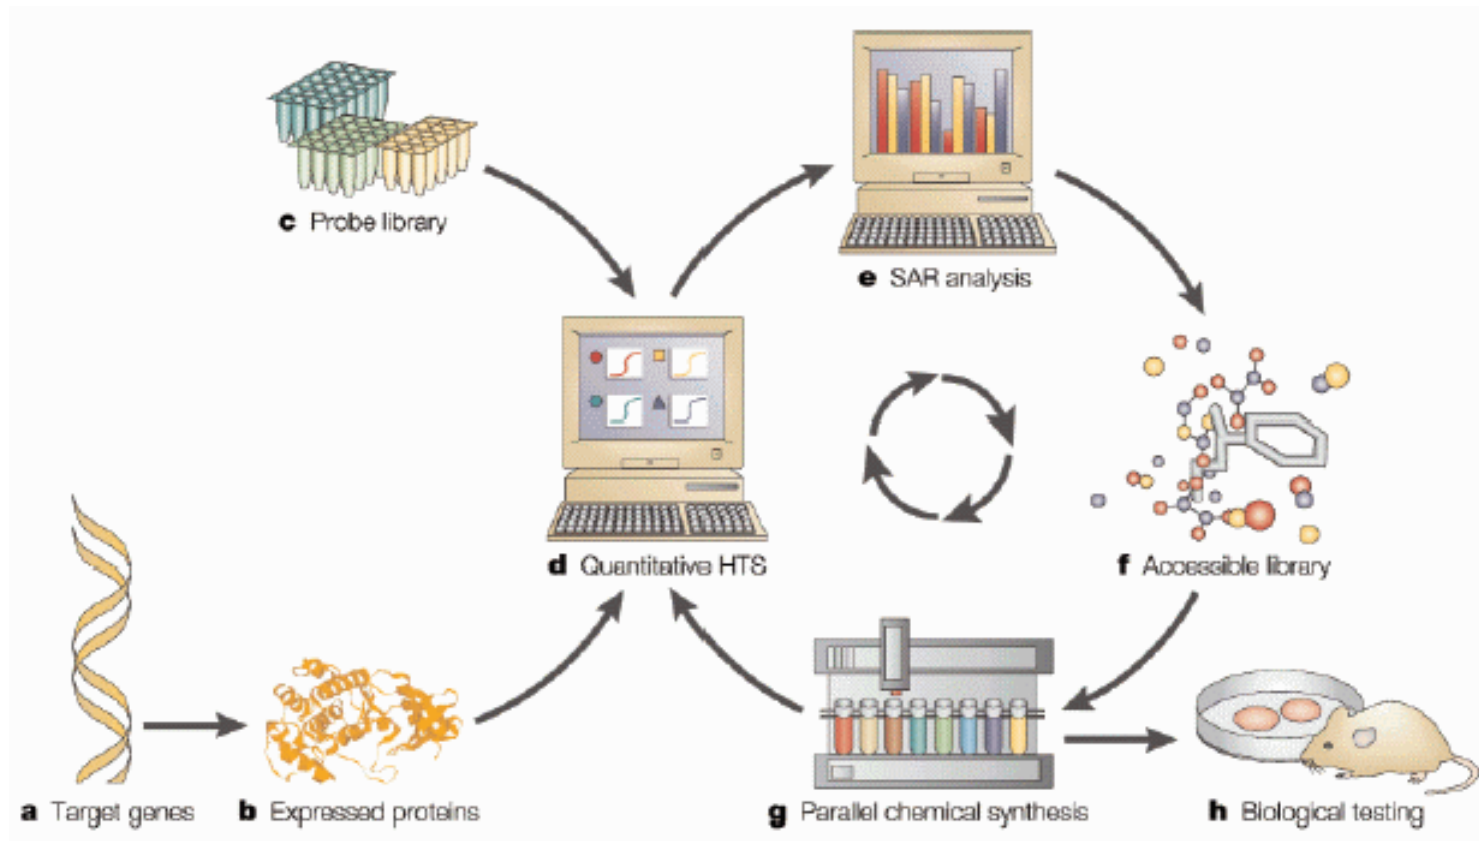 c Probe library
e SAR analysis
d Quantitative HTS
f Accessible library
a Target genes
b Expressed proteins
g Parallel chemical synthesis
h Biological testing